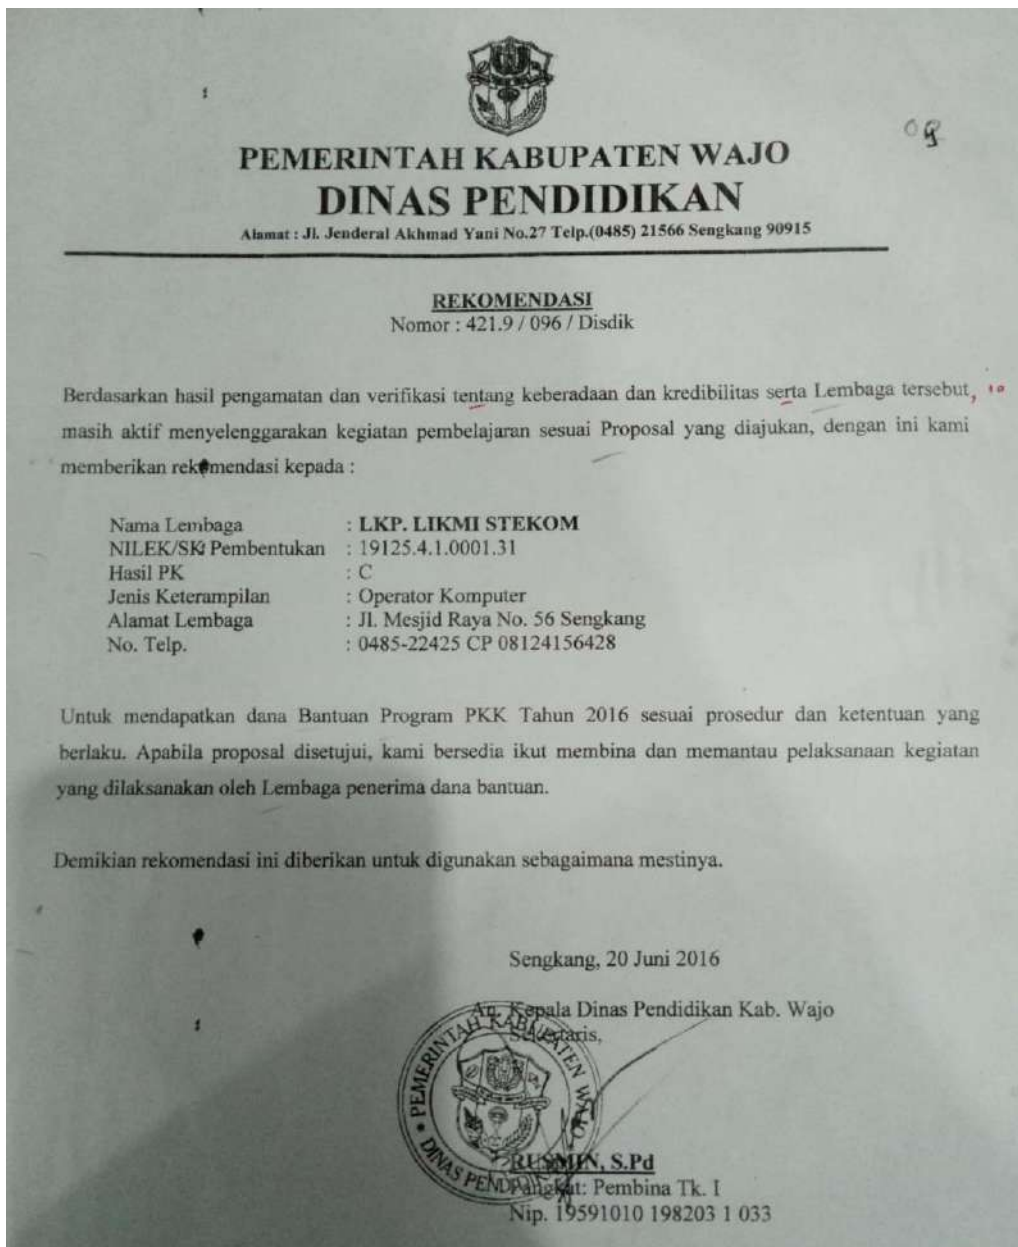 09
PEMERINTAH KABUPATEN WAJO
DINAS PENDIDIKAN
Alamat : Jl. Jenderal Akhmad Yani No.27 Telp.(0485) 21566 Sengkang 90915
REKOMENDASI
Nomor : 421.9 / 096 / Disdik
Berdasarkan hasil pengamatan dan verifikasi tentang keberadaan dan kredibilitas serta Lembaga tersebut,
masih aktif menyelenggarakan kegiatan pembelajaran sesuai Proposal yang diajukan, dengan ini kami
memberikan rekomendasi kepada :
Nama Lembaga : LKP. LIKMI STEKOM
NILEK/SK Pembentukan : 19125.4.1.0001.31
Hasil PK : C
Jenis Keterampilan : Operator Komputer
Alamat Lembaga : Jl. Mesjid Raya No. 56 Sengkang
No. Telp. : 0485-22425 CP 08124156428
Untuk mendapatkan dana Bantuan Program PKK Tahun 2016 sesuai prosedur dan ketentuan yang
berlaku. Apabila proposal disetujui, kami bersedia ikut membina dan memantau pelaksanaan kegiatan
yang dilaksanakan oleh Lembaga penerima dana bantuan.
Demikian rekomendasi ini diberikan untuk digunakan sebagaimana mestinya.
Sengkang, 20 Juni 2016
An. Kepala Dinas Pendidikan Kab. Wajo
Sekretaris,
PEMERINTAH KABUPATEN WAJO
DINAS PENDIDIKAN
RUSMIN, S.Pd
Pangkat: Pembina Tk. I
Nip. 19591010 198203 1 033